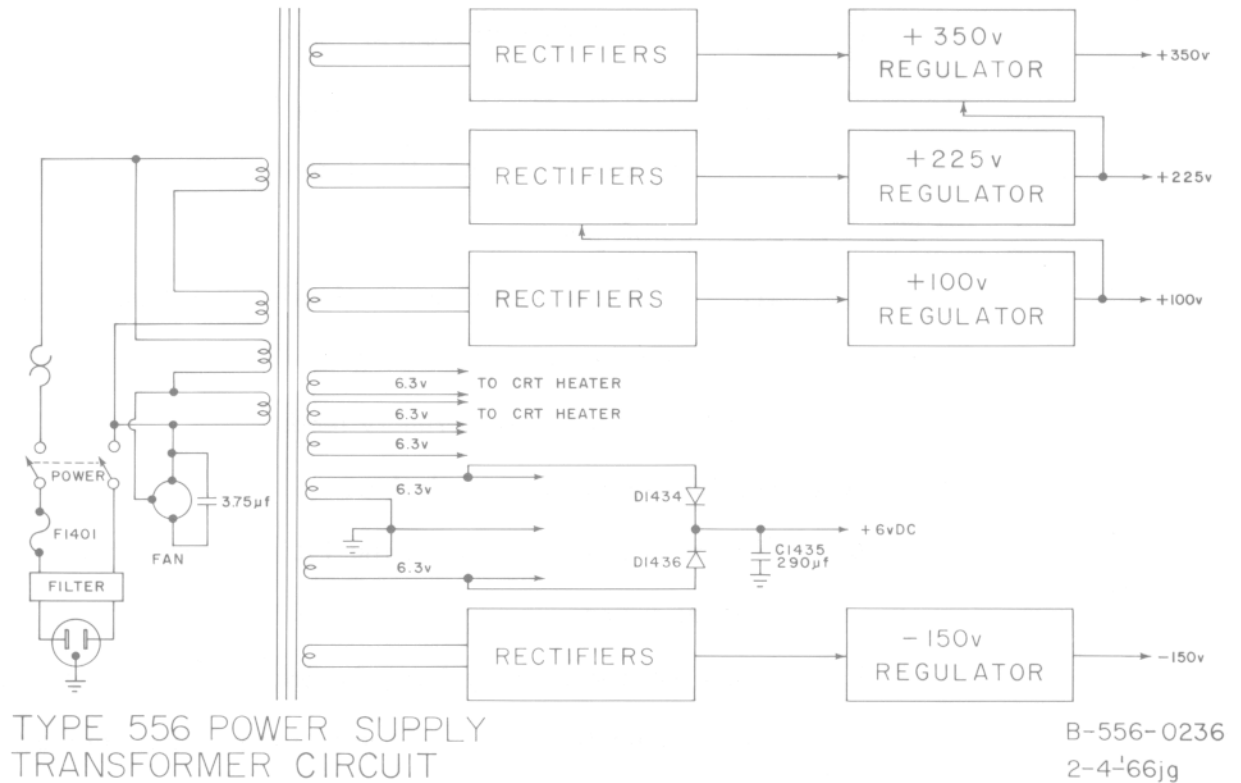 RECTIFIERS
+350v
REGULATOR
+350v
RECTIFIERS
+225v
REGULATOR
+225v
RECTIFIERS
+100v
REGULATOR
+100v
6.3v
TO CRT HEATER
6.3v
TO CRT HEATER
6.3v
POWER
6.3v
D1434
3.75µf
F1401
FAN
+6vDC
C1435
290µf
6.3v
D1436
FILTER
RECTIFIERS
-150v
REGULATOR
-150v
TYPE 556 POWER SUPPLY
TRANSFORMER CIRCUIT
B-556-0236
2-4-'66jg